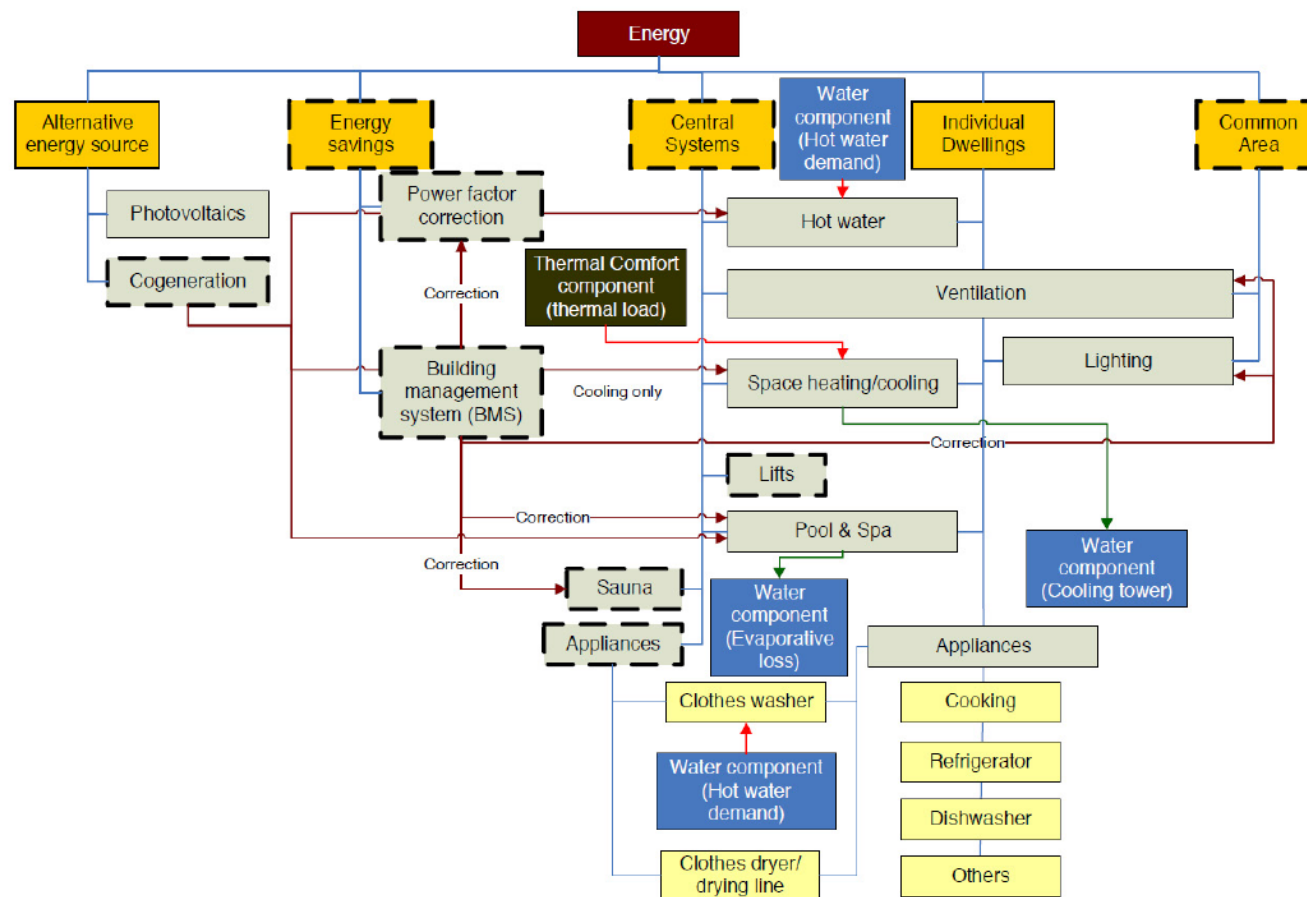 Energy
Alternative
energy source
Energy
savings
Central
Systems
Water
component
(Hot water
demand)
Individual
Dwellings
Common
Area
Photovoltaics
Power factor
correction
Hot water
Cogeneration
Correction
Thermal Comfort
component
(thermal load)
Ventilation
Building
management
system (BMS)
Cooling only
Space heating/cooling
Lighting
Correction
Lifts
Correction
Pool & Spa
Correction
Sauna
Water
component
(Evaporative
loss)
Water
component
(Cooling tower)
Appliances
Appliances
Clothes washer
Cooking
Water component
(Hot water
demand)
Refrigerator
Dishwasher
Clothes dryer/
drying line
Others